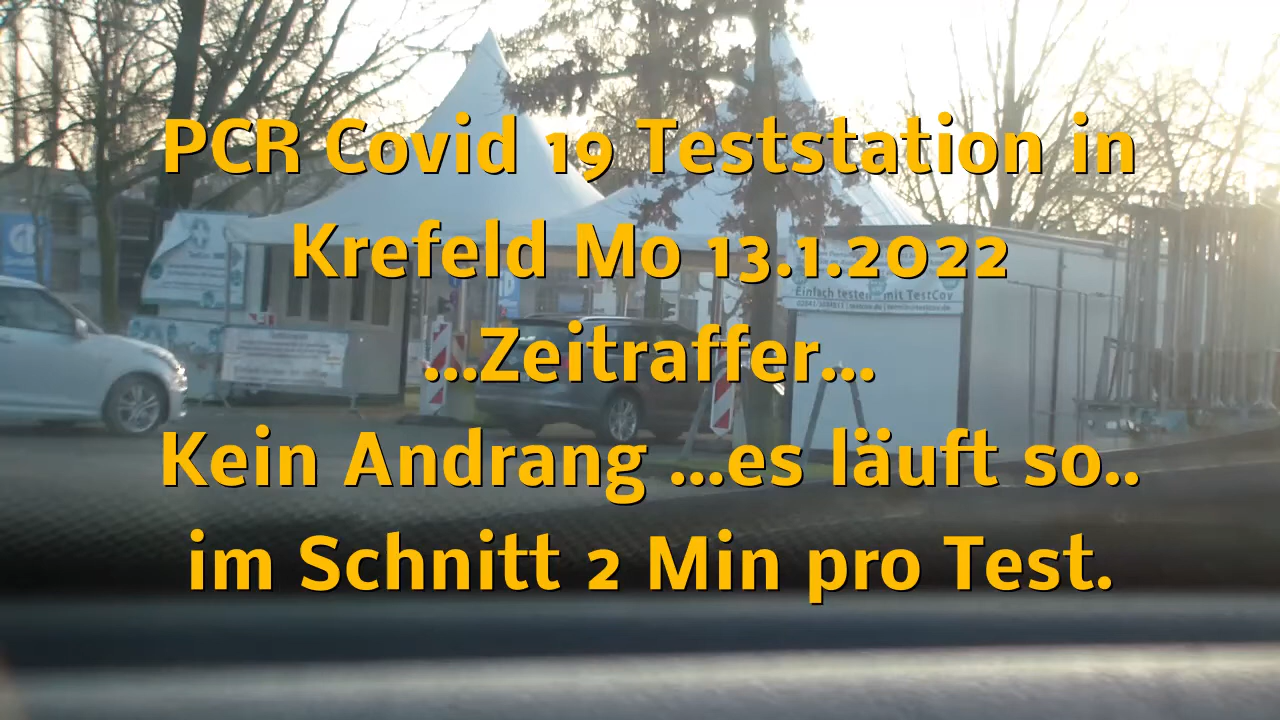 PCR Covid 19 Teststation in
Krefeld Mo 13.1.2022
...Zeitraffer...
Kein Andrang ...es läuft so..
im Schnitt 2 Min pro Test.
Einfach testen mit TestCov